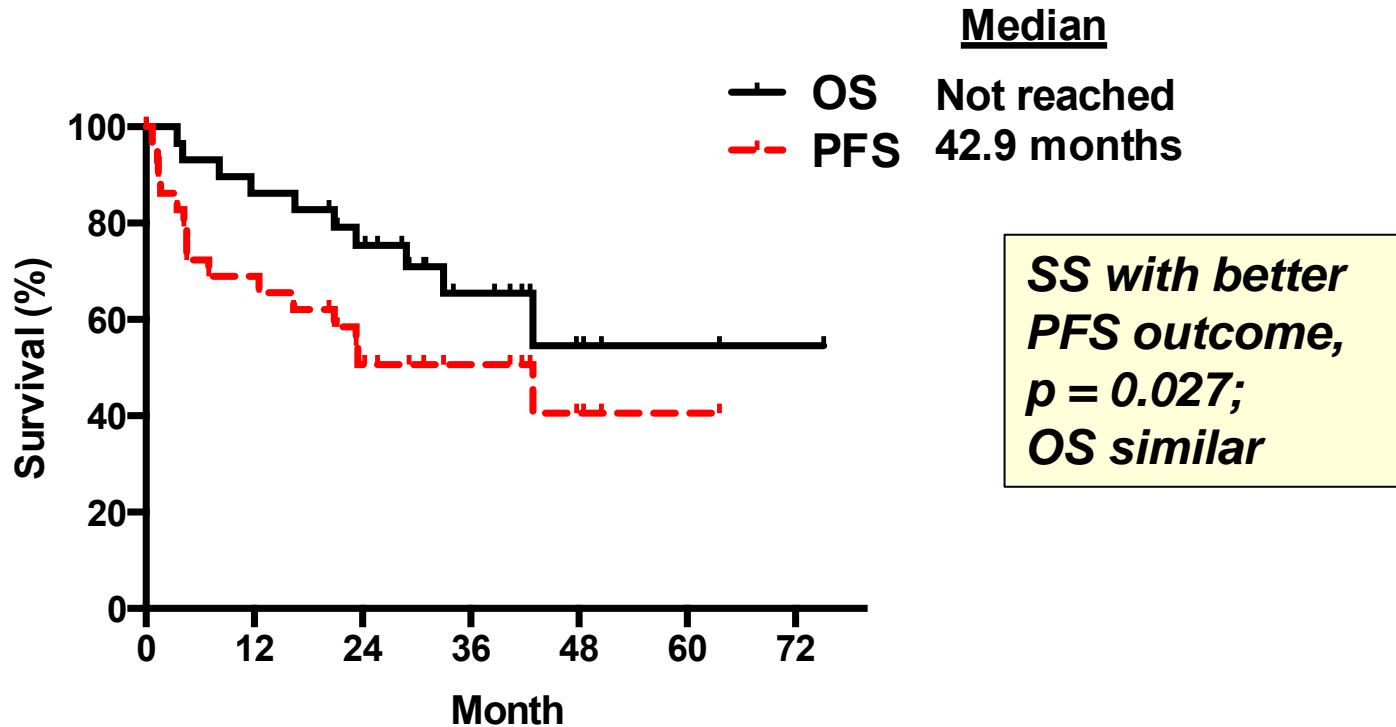 Median
OS Not reached
PFS 42.9 months
100
80
60
40
20
0
Survival (%)
0 12 24 36 48 60 72
Month
SS with better
PFS outcome,
p = 0.027;
OS similar